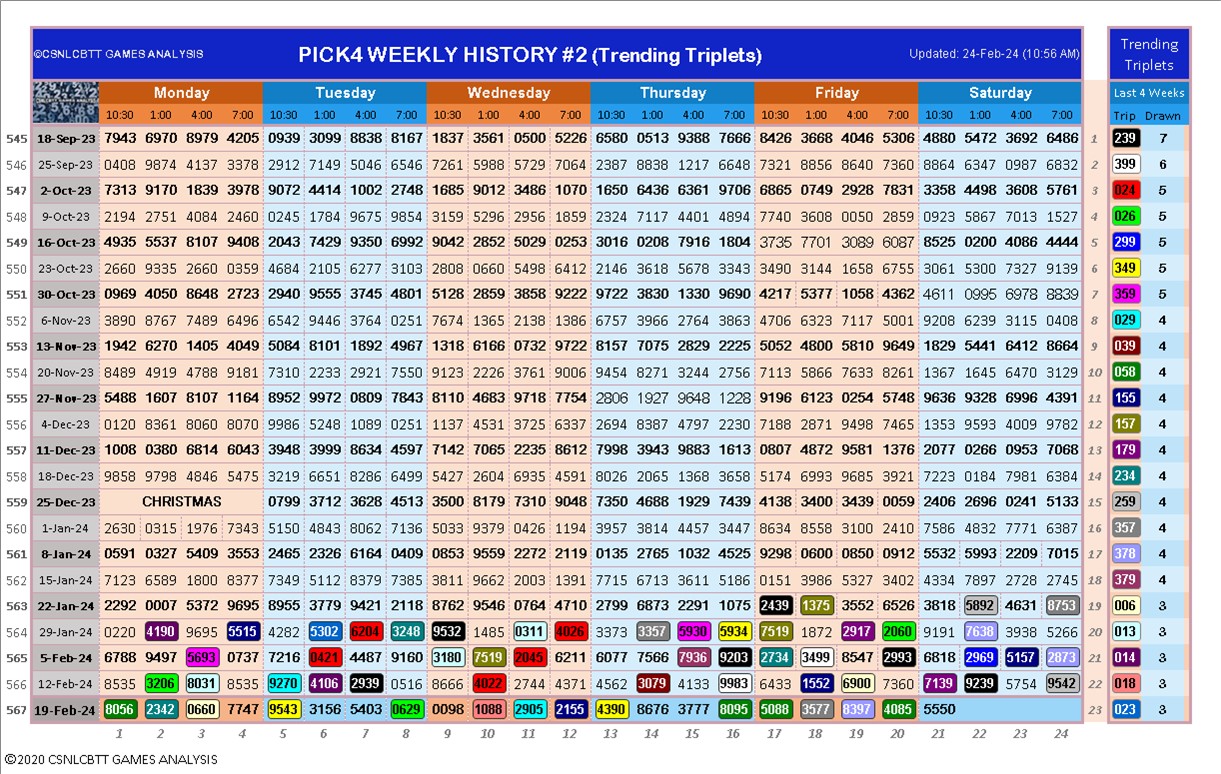 ©CSNLCBTT GAMES ANALYSIS PICK4 WEEKLY HISTORY #2 (Trending Triplets) Updated: 24-Feb-24 (10:56 AM) Trending
Triplets
Monday Tuesday Wednesday Thursday Friday Saturday Last 4 Weeks
10:30 1:00 4:00 7:00 10:30 1:00 4:00 7:00 10:30 1:00 4:00 7:00 10:30 1:00 4:00 7:00 10:30 1:00 4:00 7:00 10:30 1:00 4:00 7:00 Trip Drawn
545 18-Sep-23 7943 6970 8979 4205 0939 3099 8838 8167 1837 3561 0500 5226 6580 0513 9388 7666 8426 3668 4046 5306 4880 5472 3692 6486 1 239 7
546 25-Sep-23 0408 9874 4137 3378 2912 7149 5046 6546 7261 5988 5729 7064 2387 8838 1217 6648 7321 8856 9640 7360 8864 6347 0987 6832 2 399 6
547 2-Oct-23 7313 9170 1839 3978 9072 4414 1002 2748 1685 9012 3486 1070 1650 6436 6361 9706 6865 0749 2928 7831 3358 4498 3608 5761 3 024 5
548 9-Oct-23 2194 2751 4084 2460 0245 1784 9675 9854 3159 5296 2956 1859 2324 7117 4401 4894 7740 3608 0050 2859 0923 5867 7013 1527 4 026 5
549 16-Oct-23 4935 5537 8107 9408 2043 7429 9350 6992 9042 2852 5029 0253 3016 0208 7916 1804 3735 7701 3089 6087 8525 0200 4086 4444 5 299 5
550 23-Oct-23 2660 9335 2660 0359 4684 2105 6277 3103 2808 0660 5498 6412 2146 3618 5678 3343 3490 3144 1658 6755 3061 5300 7327 9139 6 349 5
551 30-Oct-23 0969 4050 8648 2723 2940 9555 3745 4801 6128 2859 3858 9222 9722 3830 1330 9690 4217 5377 1058 4362 4611 0995 6978 8839 7 359 5
552 6-Nov-23 3890 8767 7489 6496 6542 9446 3764 0251 7674 1365 2138 1386 6757 3966 2764 3863 4706 6323 7117 5001 9208 6239 3115 0408 8 029 4
553 13-Nov-23 1942 6270 1405 4049 5084 8101 1892 4967 1318 6166 0732 9722 8157 7075 2829 2225 5052 4800 5810 9649 1829 5441 6412 8664 9 039 4
554 20-Nov-23 8489 4919 4788 9181 7310 2233 2921 7550 9123 2226 3761 9006 9454 8271 3244 2756 7113 5866 7633 8261 1367 1645 6470 3129 10 058 4
555 27-Nov-23 5488 1607 8107 1164 8952 9972 0809 7843 8110 4683 9718 7754 2806 1927 9648 1228 9196 6123 0254 5748 9636 9328 6996 4391 11 155 4
556 4-Dec-23 0120 8361 8060 8070 9986 5248 1089 0251 1137 4531 3725 6337 2694 8387 4797 2230 7188 2871 9498 7465 1353 9593 4009 9782 12 157 4
557 11-Dec-23 1008 0380 6814 6043 3948 3999 8634 4597 7142 7065 2235 8612 7998 3943 9883 1613 0807 4872 9581 1376 2077 0266 0953 7068 13 179 4
558 18-Dec-23 9858 9798 4846 5475 3219 6651 8286 6499 5427 2604 6935 4591 8026 2065 1368 3658 5174 6993 9685 3921 7223 0184 7981 6384 14 234 4
559 25-Dec-23 CHRISTMAS 0799 3712 3628 4513 3500 8179 7310 9048 7350 4688 1929 7439 4138 3400 3439 0059 2406 2696 0241 5133 15 259 4
560 1-Jan-24 2630 0315 1976 7343 5150 4843 8062 7136 5033 9379 0426 1194 3957 3814 4457 3447 8634 8558 3100 2410 7586 4832 7771 6387 16 357 4
561 8-Jan-24 0591 0327 5409 3553 2465 2326 6164 0409 0853 9559 2272 2119 0135 2765 1032 4525 9298 0600 0850 0912 5532 5993 2209 7015 17 378 4
562 15-Jan-24 7123 6589 1800 8377 7349 5112 8379 7385 3811 9662 2003 1391 7715 6713 3611 5186 0151 3986 5327 3402 4334 7897 2728 2745 18 379 4
563 22-Jan-24 2292 0007 5372 9695 8955 3779 9421 2118 8762 9546 0764 4710 2799 6873 2291 1075 2439 1375 3552 6526 3818 5892 4631 8753 19 006 3
564 29-Jan-24 0220 4190 9695 5515 4282 5302 6204 3248 9532 1485 0311 4026 3373 3357 5930 5934 7519 1872 2917 2060 9191 7638 3938 5266 20 013 3
565 5-Feb-24 6788 9497 5693 0737 7216 0421 4487 9160 3180 7519 2045 6211 6077 7566 7936 9203 2734 3499 8547 2993 6818 2969 5157 2873 21 014 3
566 12-Feb-24 8535 3206 8031 8535 9270 4106 2939 0516 8666 4022 2744 4371 4562 3079 4133 9983 6433 1552 6900 7360 7139 9239 5754 9542 22 018 3
567 19-Feb-24 8056 2342 0660 7747 9543 3156 5403 0629 0098 1088 2905 2155 4390 8676 3777 8095 5088 3577 8397 4085 5550 23 023 3
1 2 3 4 5 6 7 8 9 10 11 12 13 14 15 16 17 18 19 20 21 22 23 24
©2020 CSNLCBTT GAMES ANALYSIS